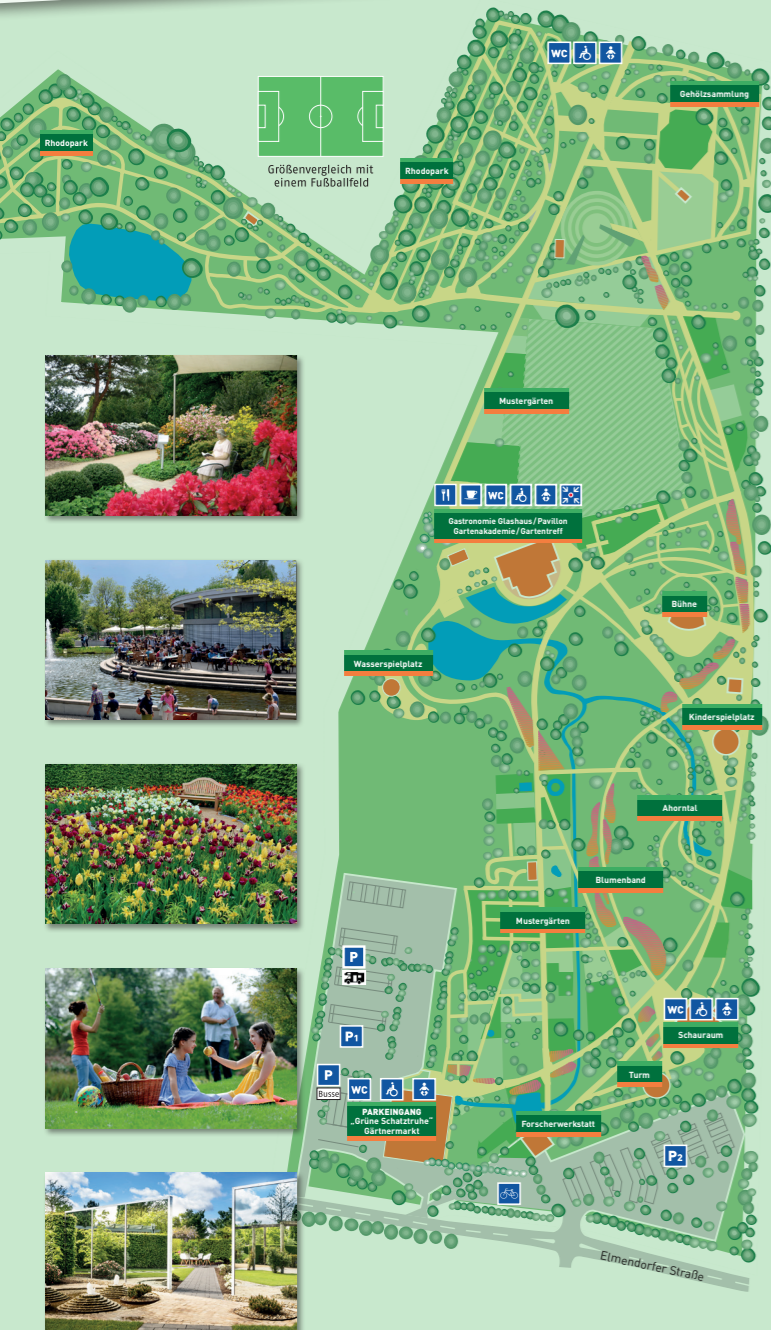 WC
Gehölzsammlung
Rhodopark
Größenvergleich mit
einem Fußballfeld
Rhodopark
Mustergärten
WC
Gastronomie Glashaus/Pavillon
Gartenakademie/Gartentreff
Bühne
Wasserspielplatz
Kinderspielplatz
Ahorntal
Blumenband
Mustergärten
P
WC
Schauraum
P1
Turm
P
Busse
WC
PARKEINGANG
„Grüne Schatztruhe“
Gärtnermarkt
Forscherwerkstatt
P2
Elmendorfer Straße